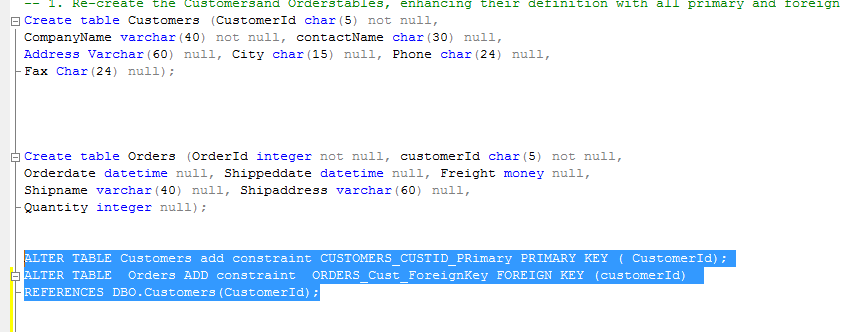 -- 1. Re-create the Customersand Orderstables, enhancing their definition with all primary and foreign
Create table Customers (CustomerId char(5) not null,
CompanyName varchar(40) not null, contactName char(30) null,
Address Varchar(60) null, City char(15) null, Phone char(24) null,
Fax Char(24) null);
Create table Orders (OrderId integer not null, customerId char(5) not null,
Orderdate datetime null, Shippeddate datetime null, Freight money null,
Shipname varchar(40) null, Shipaddress varchar(60) null,
Quantity integer null);
ALTER TABLE Customers add constraint CUSTOMERS_CUSTID_PRimary PRIMARY KEY ( CustomerId);
ALTER TABLE  Orders ADD constraint  ORDERS_Cust_ForeignKey FOREIGN KEY (customerId)
REFERENCES DBO.Customers(CustomerId);